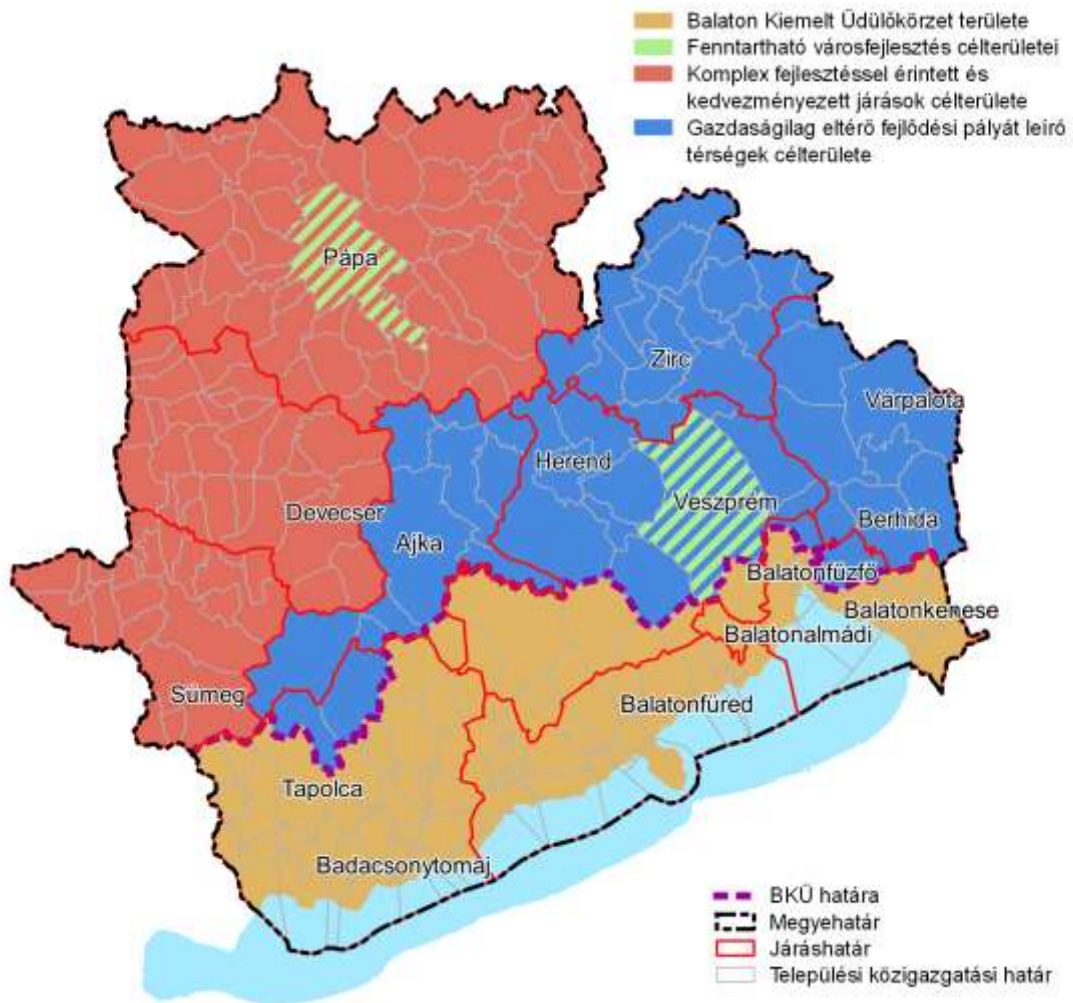 Balaton Kiemelt Üdülőkörzet területe
Fenntartható városfejlesztés célterületei
Komplex fejlesztéssel érintett és
kedvezményezett járások célterülete
Gazdaságilag eltérő fejlődési pályát leíró
térségek célterülete
Pápa
Zirc
Várpalota
Herend
Veszprém
Devecser
Ajka
Berhida
Balatonfüzfő
Balatonkenese
Balatonalmádi
Sümeg
Balatonfüred
Tapolca
Badacsonytomaj
BKÜ határa
Megyehatár
Járáshatár
Települési közigazgatási határ